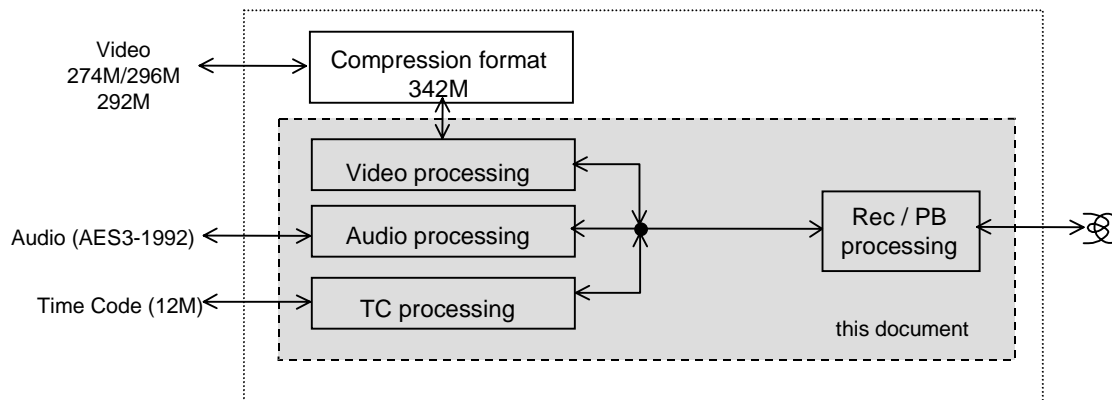 Video
274M/296M
292M
Compression format
342M
Video processing
Audio (AES3-1992)
Audio processing
Rec / PB
processing
Time Code (12M)
TC processing
this document